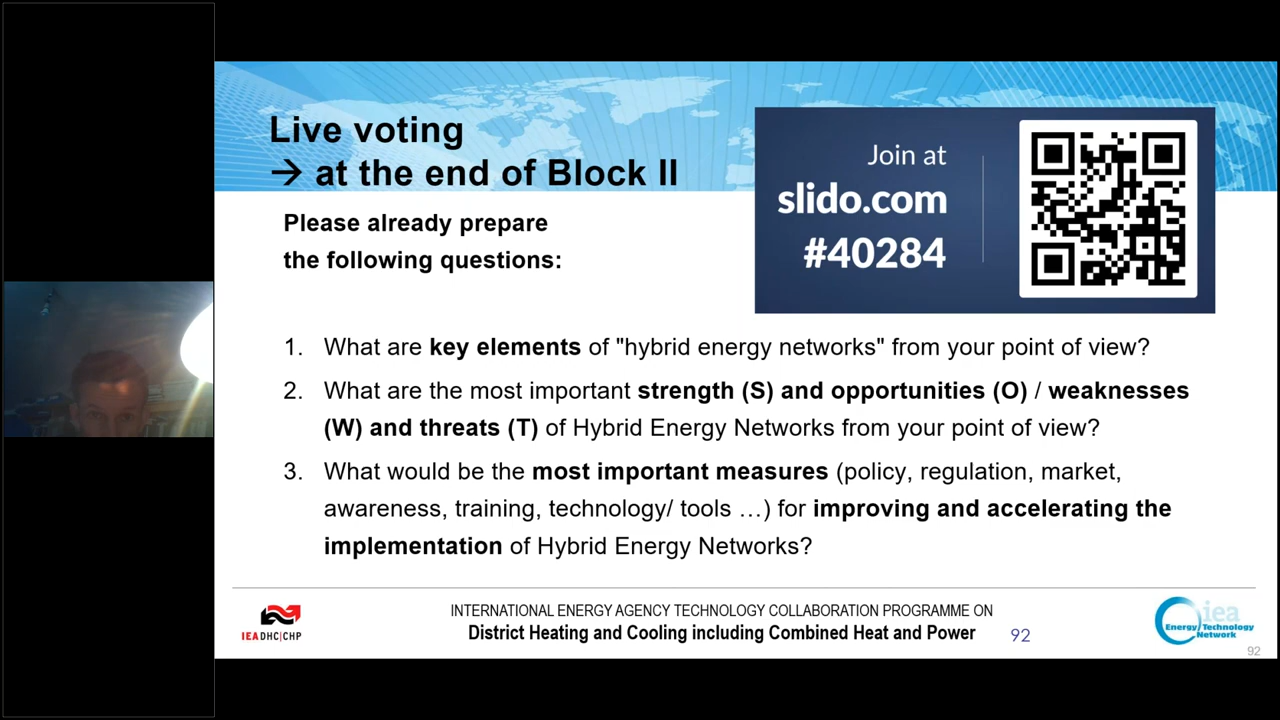 Live voting
→ at the end of Block II
Join at
slido.com
#40284
Please already prepare
the following questions:
1. What are key elements of "hybrid energy networks" from your point of view?
2. What are the most important strength (S) and opportunities (O) / weaknesses
(W) and threats (T) of Hybrid Energy Networks from your point of view?
3. What would be the most important measures (policy, regulation, market,
awareness, training, technology/ tools …) for improving and accelerating the
implementation of Hybrid Energy Networks?
IEA DHC|CHP
INTERNATIONAL ENERGY AGENCY TECHNOLOGY COLLABORATION PROGRAMME ON
District Heating and Cooling including Combined Heat and Power
92
iea
Energy Technology
Network
92